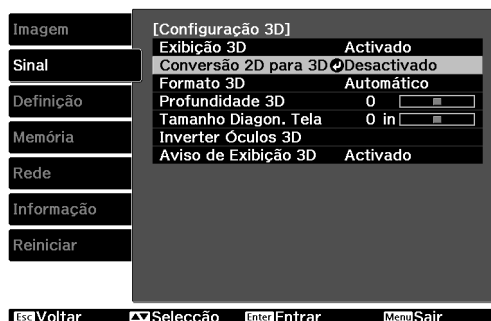 Imagem
Sinal
Definição
Memória
Rede
Informação
Reiniciar
[Configuração 3D]
Exibição 3D Activado
Conversão 2D para 3D Desactivado
Formato 3D Automático
Profundidade 3D 0
Tamanho Diagon. Tela 0 in
Inverter Óculos 3D
Aviso de Exibição 3D Activado
Esc Voltar Selecção Enter Entrar Menu Sair